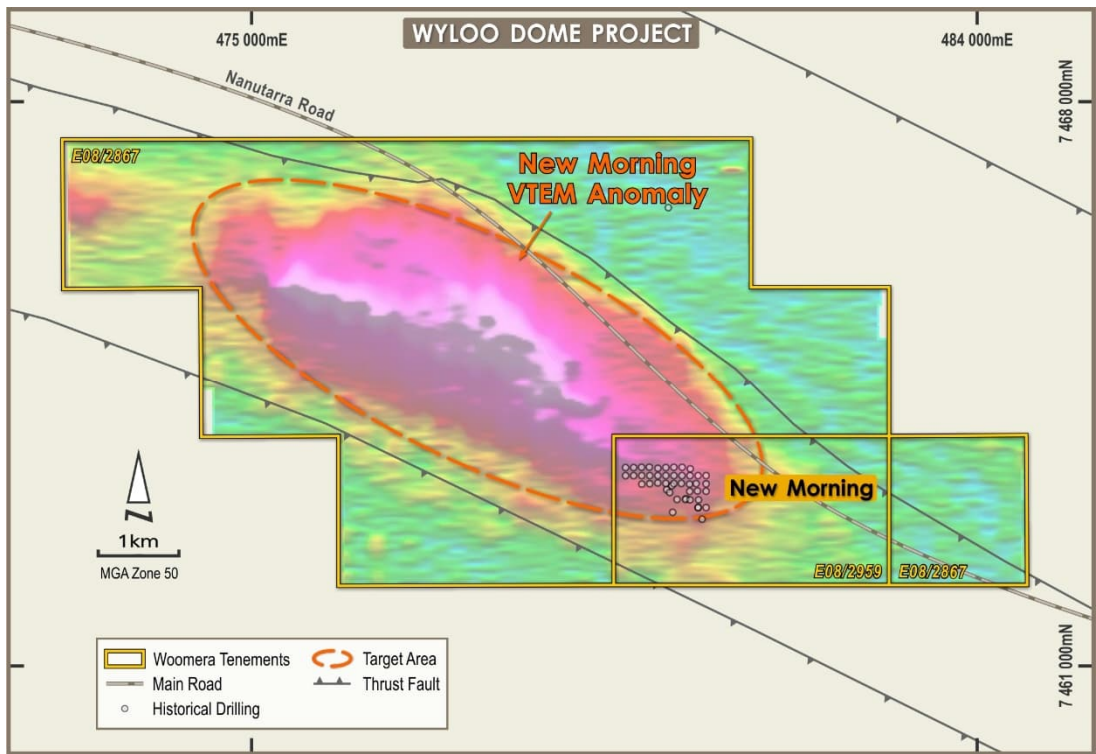 WYLOO DOME PROJECT
475 000mE
484 000mE
7 468 000mN
Nanutarra Road
E08/2867
New Morning
VTEM Anomaly
New Morning
N
1km
MGA Zone 50
E08/2959
E08/2867
7 461 000mN
Woomera Tenements
Target Area
Main Road
Thrust Fault
Historical Drilling